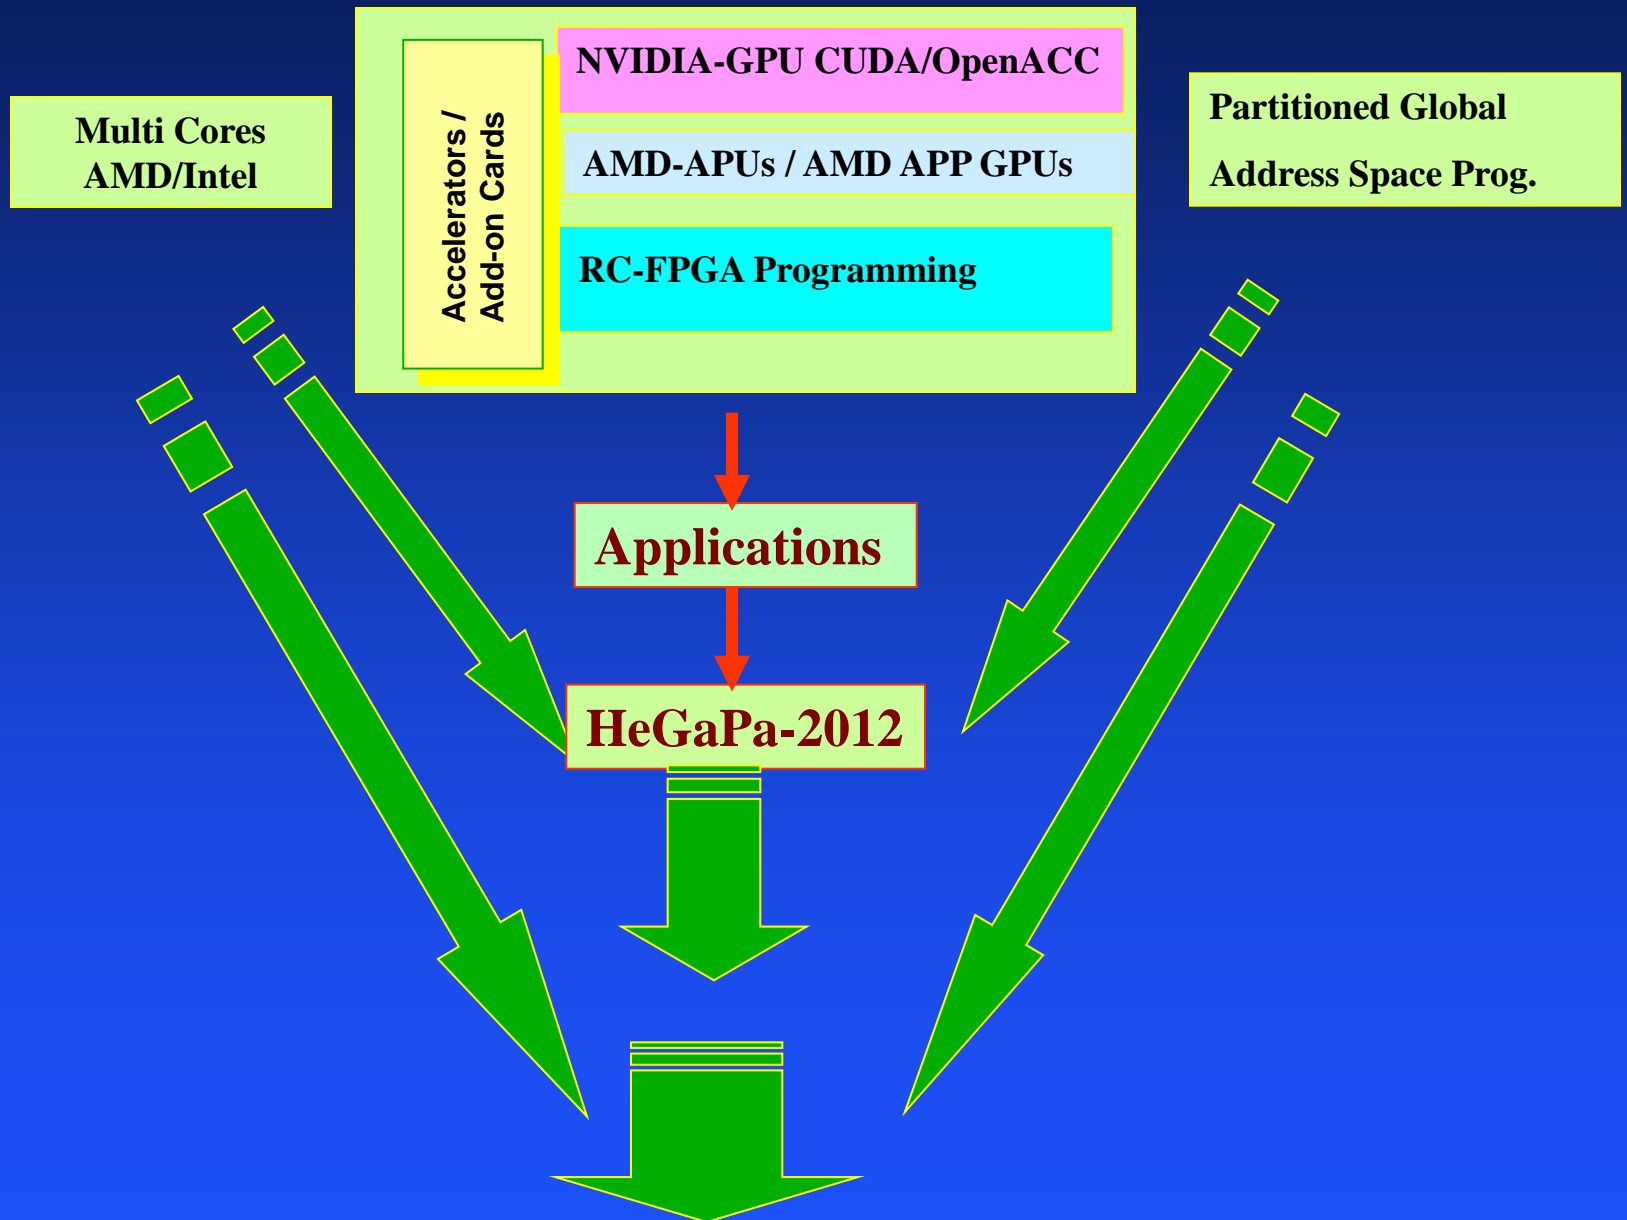 Multi Cores
AMD/Intel
Accelerators /
Add-on Cards
NVIDIA-GPU CUDA/OpenACC
AMD-APUs / AMD APP GPUs
RC-FPGA Programming
Partitioned Global
Address Space Prog.
Applications
HeGaPa-2012